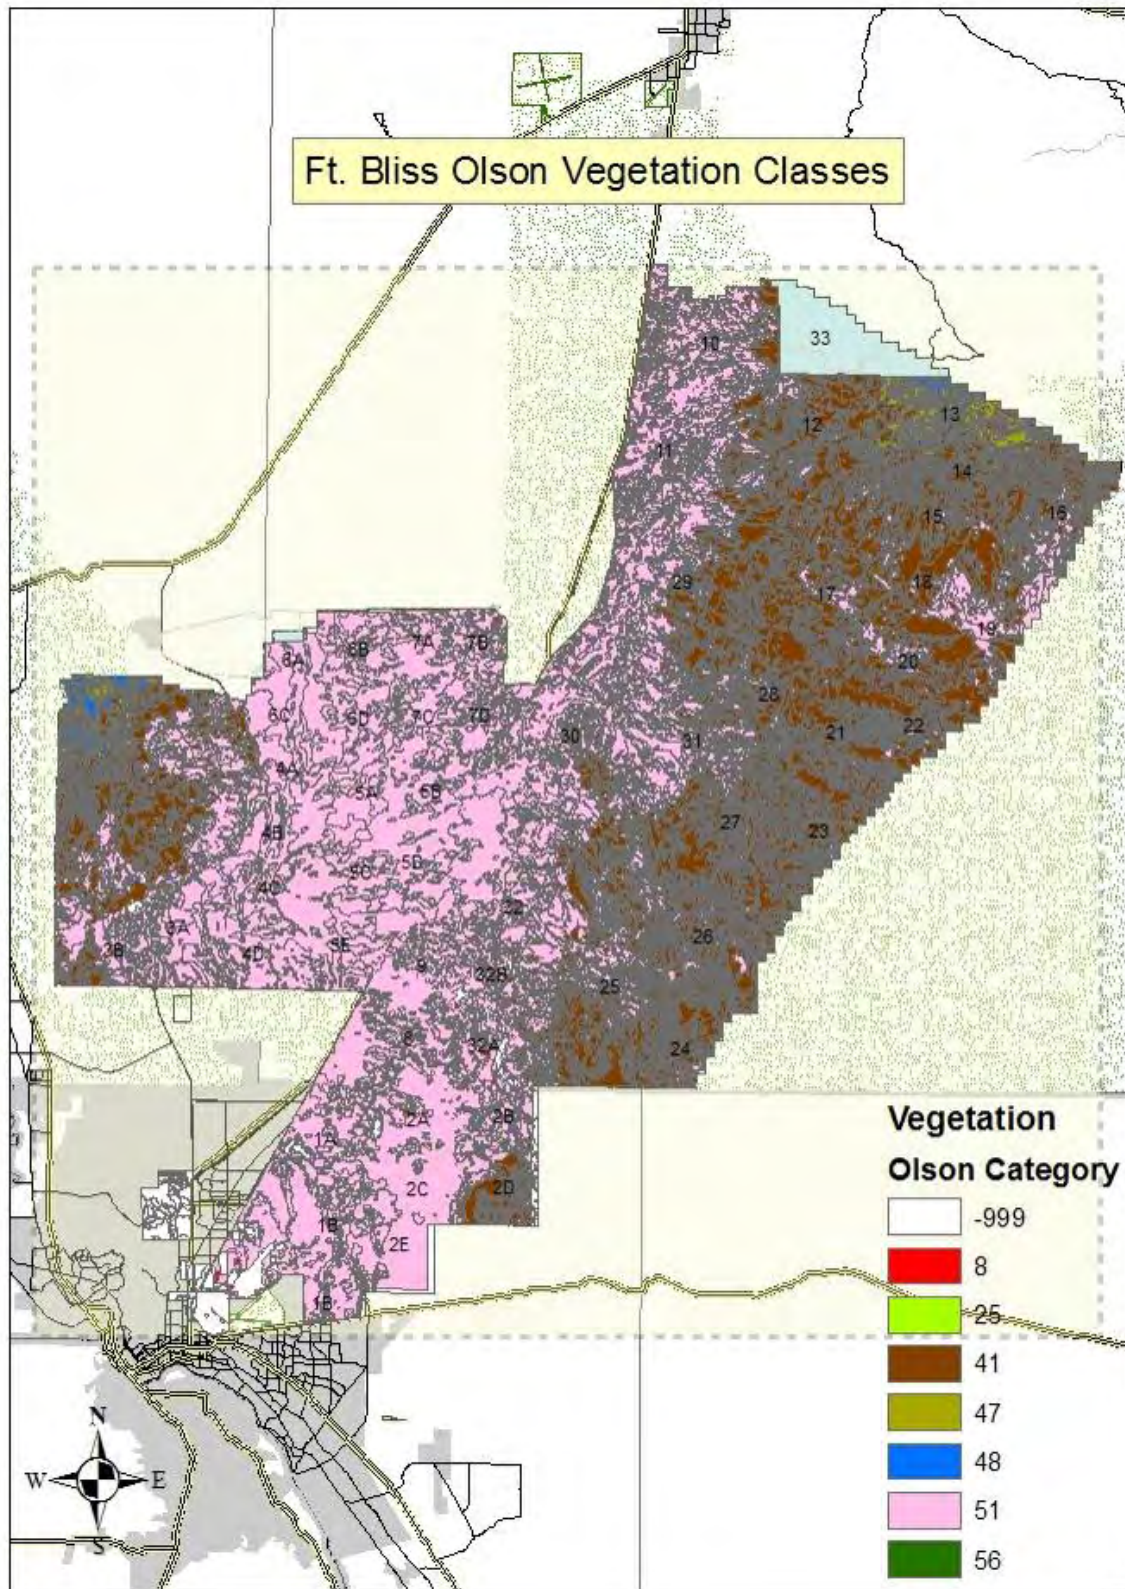 Ft. Bliss Olson Vegetation Classes
33
10
13
12
11
14
16
15
29
18
17
19
6B
7A
7B
20
8A
28
6C
6D
7C
7D
22
21
30
31
4A
5A
6B
27
23
4B
5D
5C
4C
32
3A
26
5E
3B
4D
9
32B
25
8
32A
24
2A
2B
1A
2C
2D
1B
2E
1B
Vegetation
Olson Category
-999
8
25
41
47
48
51
56
N
W
E
S